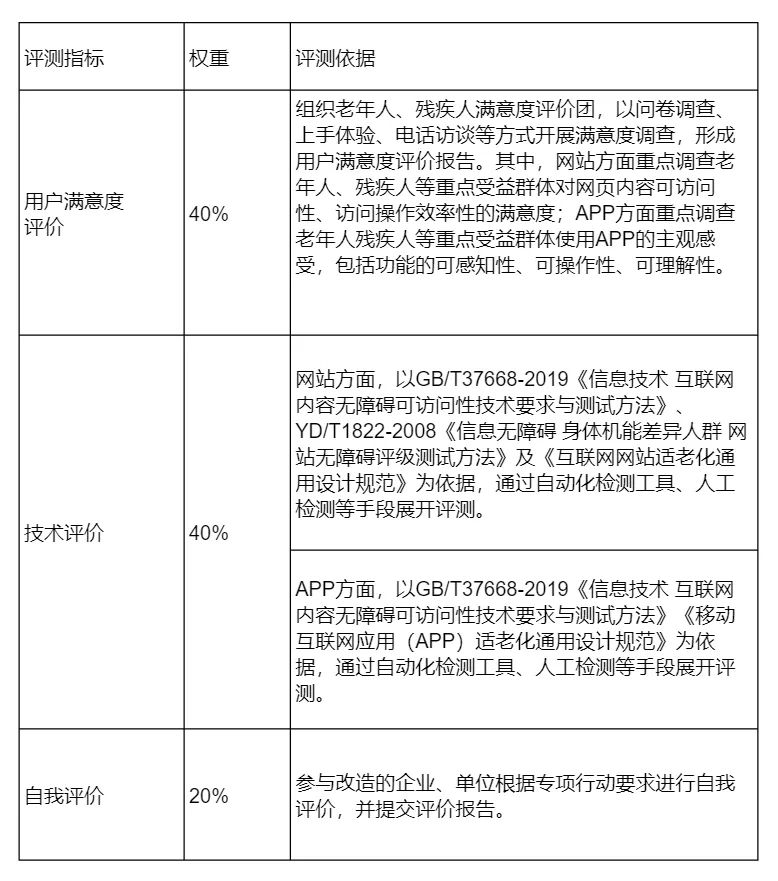 评测指标 权重 评测依据
用户满意度
评价
40%
组织老年人、残疾人满意度评价团，以问卷调查、
上手体验、电话访谈等方式开展满意度调查，形成
用户满意度评价报告。其中，网站方面重点调查老
年人、残疾人等重点受益群体对网页内容可访问
性、访问操作效率性的满意度；APP方面重点调查
老年人残疾人等重点受益群体使用APP的主观感
受，包括功能的可感知性、可操作性、可理解性。
技术评价
40%
网站方面，以GB/T37668-2019《信息技术 互联网
内容无障碍可访问性技术要求与测试方法》、
YD/T1822-2008《信息无障碍 身体机能差异人群 网
站无障碍评级测试方法》及《互联网网站适老化通
用设计规范》为依据，通过自动化检测工具、人工
检测等手段展开评测。
APP方面，以GB/T37668-2019《信息技术 互联网
内容无障碍可访问性技术要求与测试方法》《移动
互联网应用（APP）适老化通用设计规范》为依
据，通过自动化检测工具、人工检测等手段展开评
测。
自我评价
20%
参与改造的企业、单位根据专项行动要求进行自我
评价，并提交评价报告。